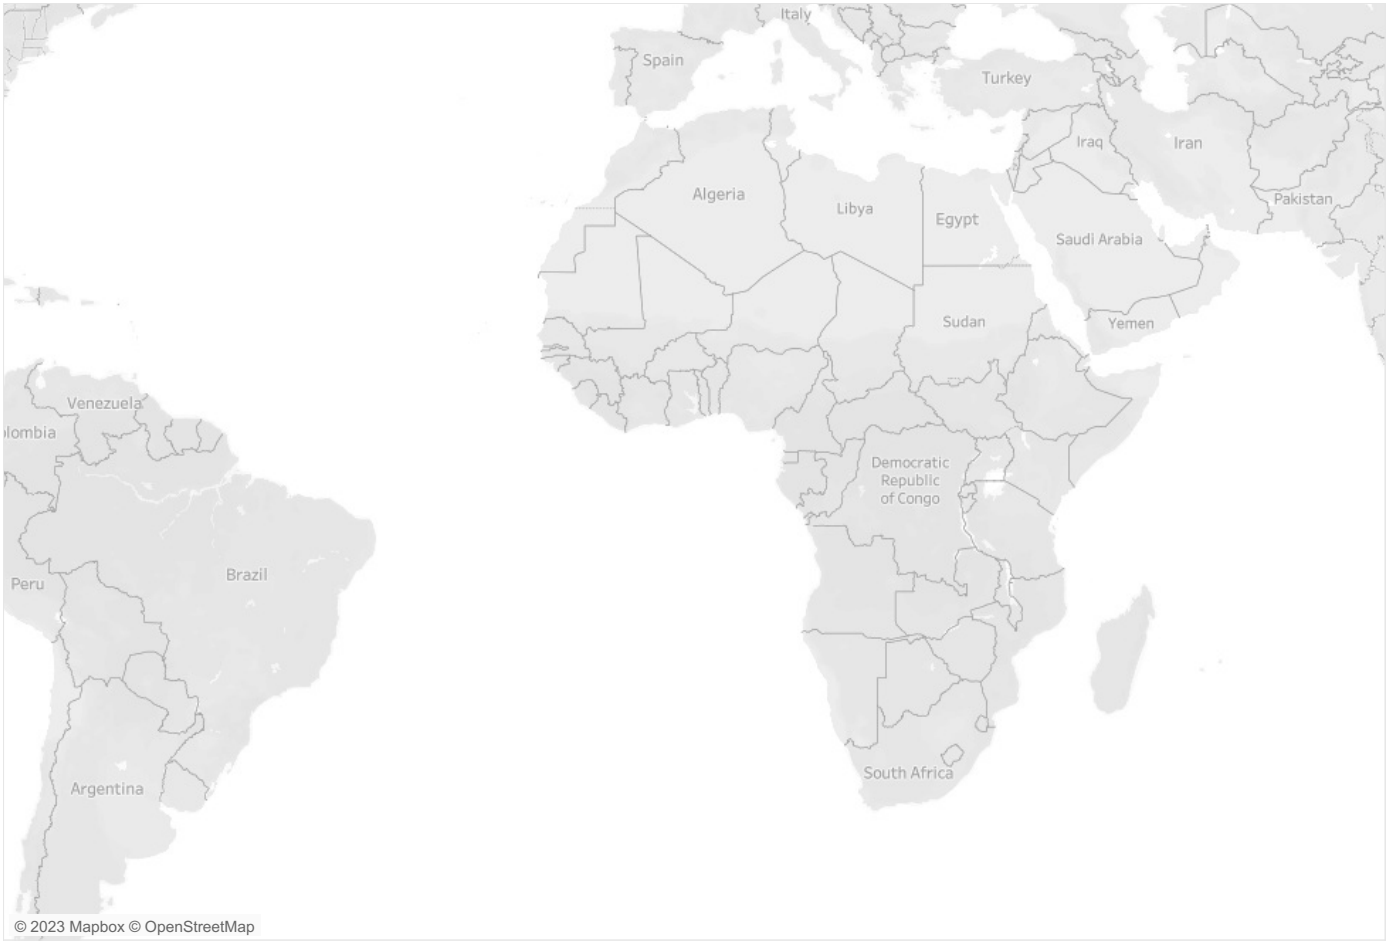 Italy
Spain
Turkey
Iraq
Iran
Algeria
Libya
Egypt
Pakistan
Saudi Arabia
Sudan
Yemen
Venezuela
olombia
Democratic
Republic
of Congo
Brazil
Peru
South Africa
Argentina
© 2023 Mapbox © OpenStreetMap